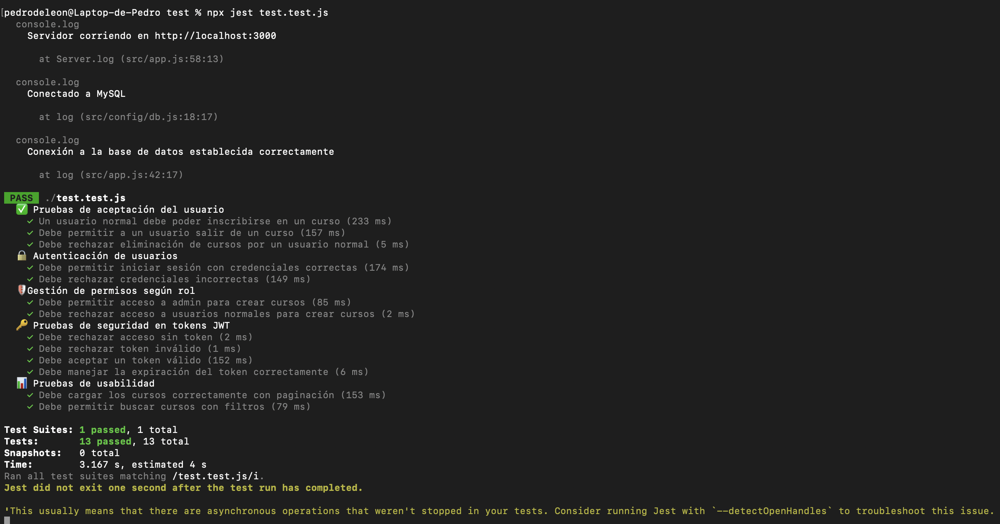 [pedrodeleon@Laptop-de-Pedro test % npx jest test.test.js
console.log
Servidor corriendo en http://localhost:3000
at Server.log (src/app.js:58:13)
console.log
Conectado a MySQL
at log (src/config/db.js:18:17)
console.log
Conexión a la base de datos establecida correctamente
at log (src/app.js:42:17)
PASS ./test.test.js
✅ Pruebas de aceptación del usuario
✓ Un usuario normal debe poder inscribirse en un curso (233 ms)
✓ Debe permitir a un usuario salir de un curso (157 ms)
✓ Debe rechazar eliminación de cursos por un usuario normal (5 ms)
🔒 Autenticación de usuarios
✓ Debe permitir iniciar sesión con credenciales correctas (174 ms)
✓ Debe rechazar credenciales incorrectas (149 ms)
🛡️Gestión de permisos según rol
✓ Debe permitir acceso a admin para crear cursos (85 ms)
✓ Debe rechazar acceso a usuarios normales para crear cursos (2 ms)
🔑 Pruebas de seguridad en tokens JWT
✓ Debe rechazar acceso sin token (2 ms)
✓ Debe rechazar token inválido (1 ms)
✓ Debe aceptar un token válido (152 ms)
✓ Debe manejar la expiración del token correctamente (6 ms)
📊 Pruebas de usabilidad
✓ Debe cargar los cursos correctamente con paginación (153 ms)
✓ Debe permitir buscar cursos con filtros (79 ms)
Test Suites: 1 passed, 1 total
Tests: 13 passed, 13 total
Snapshots: 0 total
Time: 3.167 s, estimated 4 s
Ran all test suites matching /test.test.js/i.
Jest did not exit one second after the test run has completed.
'This usually means that there are asynchronous operations that weren't stopped in your tests. Consider running Jest with `--detectOpenHandles` to troubleshoot this issue.